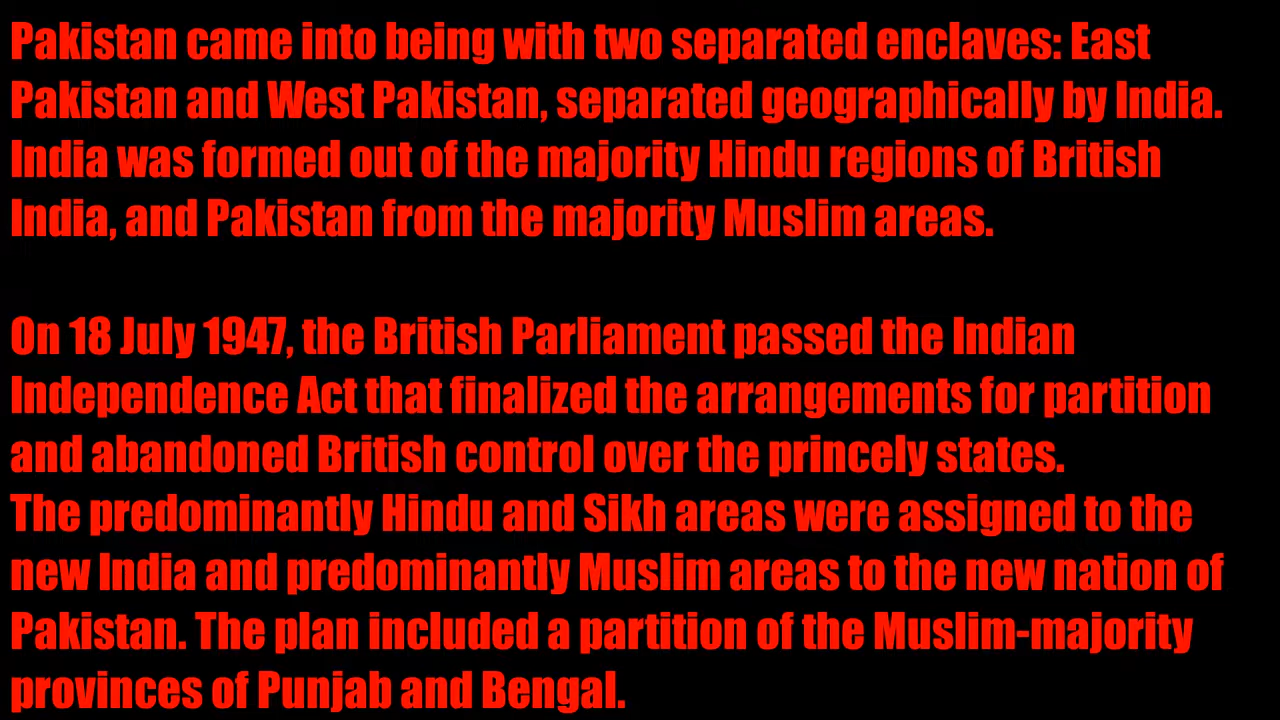 Pakistan came into being with two separated enclaves: East
Pakistan and West Pakistan, separated geographically by India.
India was formed out of the majority Hindu regions of British
India, and Pakistan from the majority Muslim areas.
On 18 July 1947, the British Parliament passed the Indian
Independence Act that finalized the arrangements for partition
and abandoned British control over the princely states.
The predominantly Hindu and Sikh areas were assigned to the
new India and predominantly Muslim areas to the new nation of
Pakistan. The plan included a partition of the Muslim-majority
provinces of Punjab and Bengal.